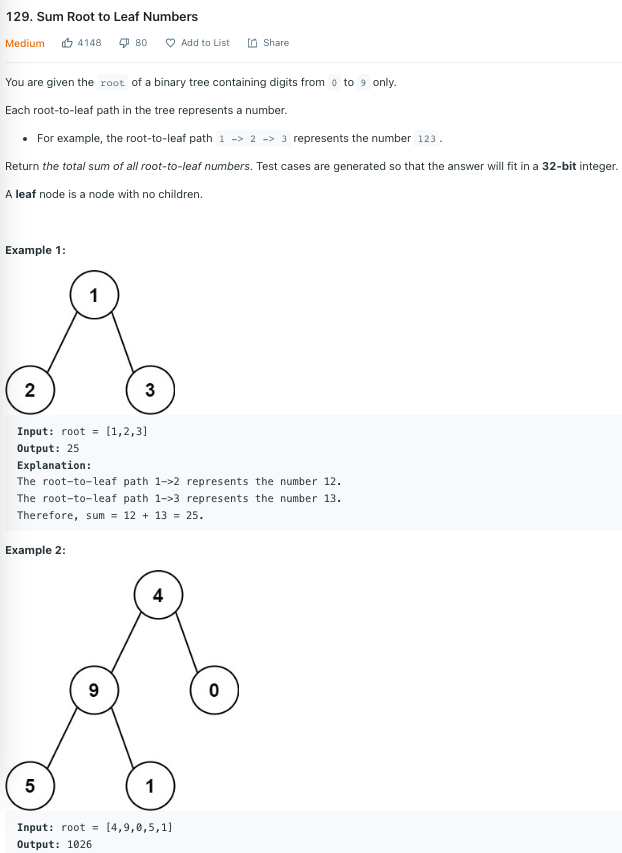 129. Sum Root to Leaf Numbers
Medium 4148 80 Add to List Share
You are given the root of a binary tree containing digits from 0 to 9 only.
Each root-to-leaf path in the tree represents a number.
• For example, the root-to-leaf path 1 -> 2 -> 3 represents the number 123.
Return the total sum of all root-to-leaf numbers. Test cases are generated so that the answer will fit in a 32-bit integer.
A leaf node is a node with no children.
Example 1:
1
2 3
Input: root = [1,2,3]
Output: 25
Explanation:
The root-to-leaf path 1->2 represents the number 12.
The root-to-leaf path 1->3 represents the number 13.
Therefore, sum = 12 + 13 = 25.
Example 2:
4
9 0
5 1
Input: root = [4,9,0,5,1]
Output: 1026